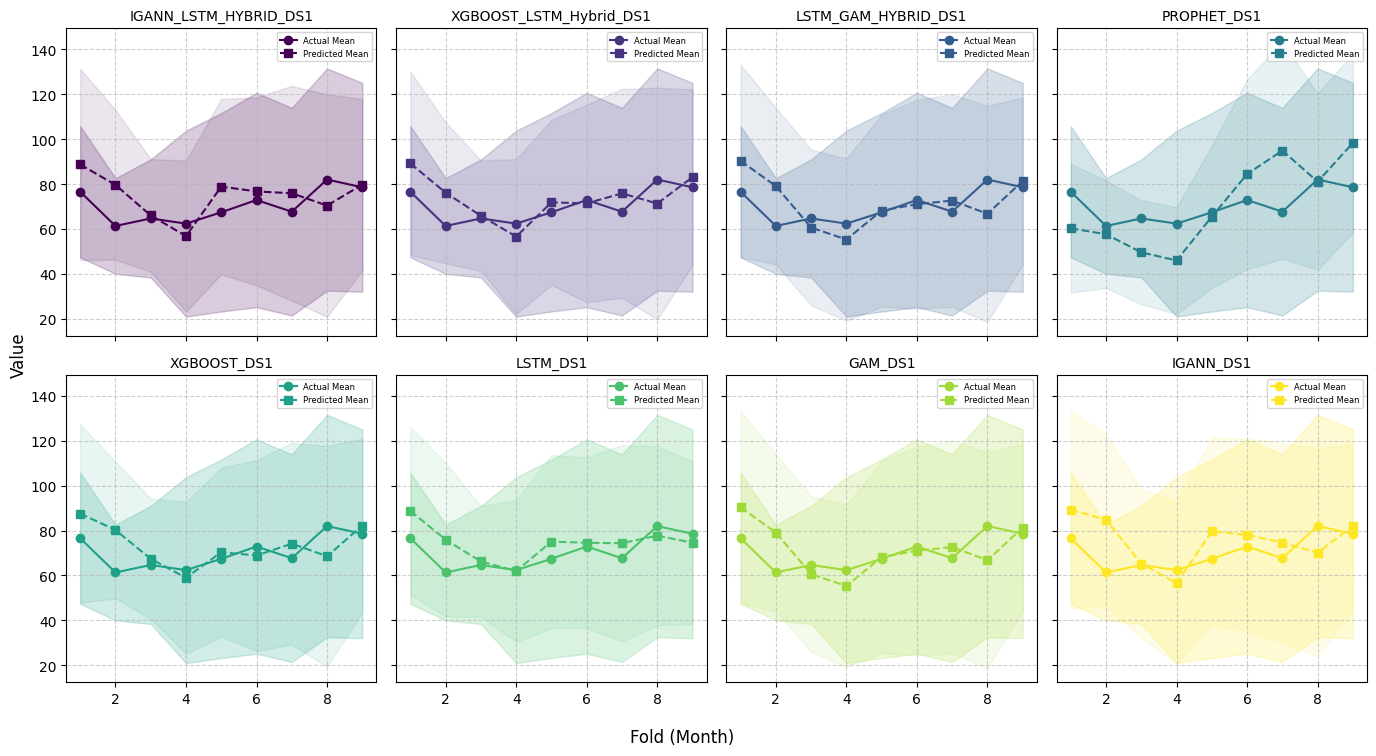 IGANN_LSTM_HYBRID_DS1
XGBOOST_LSTM_Hybrid_DS1
LSTM_GAM_HYBRID_DS1
PROPHET_DS1
Actual Mean
Predicted Mean
Actual Mean
Predicted Mean
Actual Mean
Predicted Mean
Actual Mean
Predicted Mean
140
120
100
80
60
40
20
Value
XGBOOST_DS1
LSTM_DS1
GAM_DS1
IGANN_DS1
Actual Mean
Predicted Mean
Actual Mean
Predicted Mean
Actual Mean
Predicted Mean
Actual Mean
Predicted Mean
140
120
100
80
60
40
20
2 4 6 8
2 4 6 8
2 4 6 8
2 4 6 8
Fold (Month)